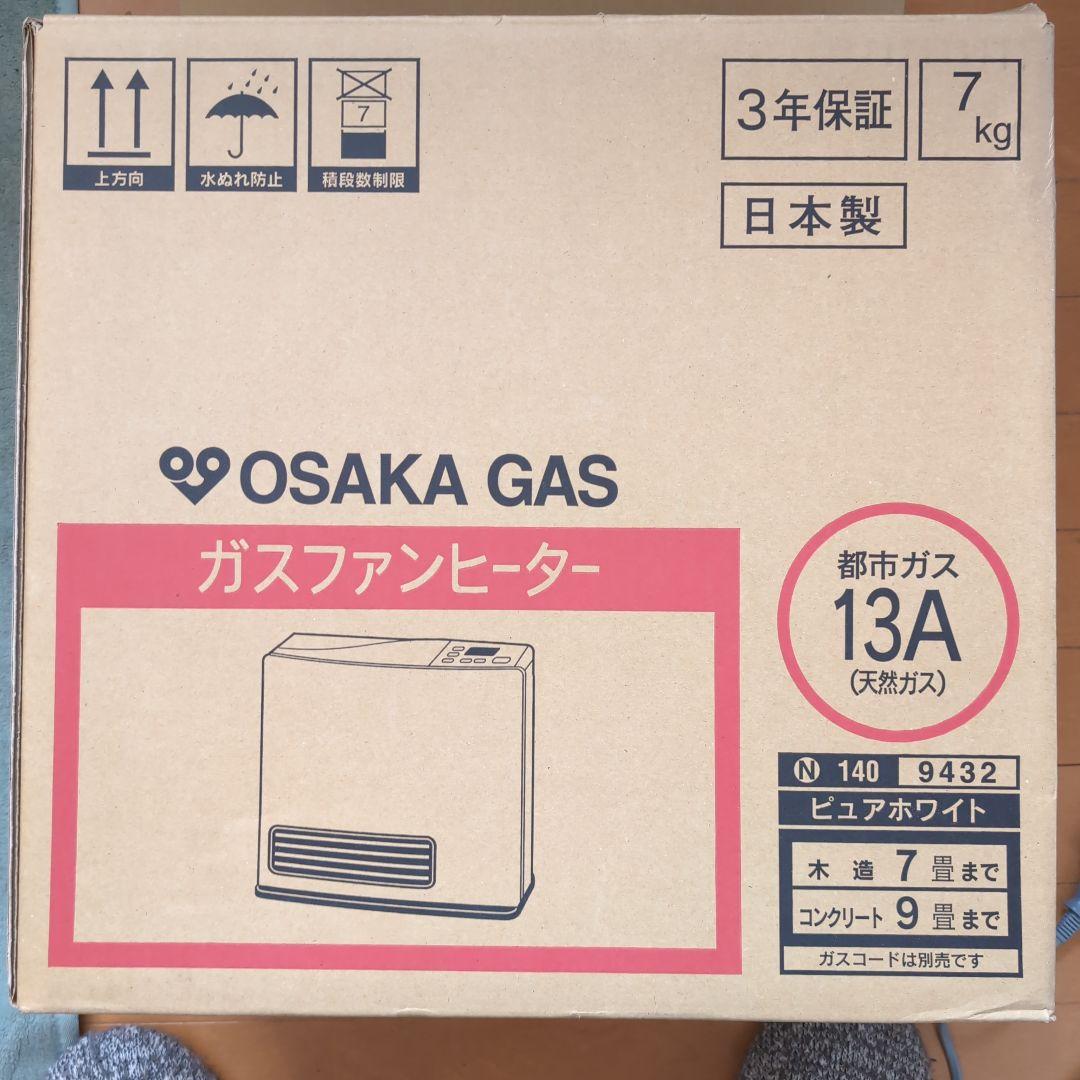 上方向
水ぬれ防止
7
積段数制限
3年保証
7kg
日本製
OSAKA GAS
ガスファンヒーター
都市ガス
13A
(天然ガス)
N 140 9432
ピュアホワイト
木造 7畳まで
コンクリート 9畳まで
ガスコードは別売です